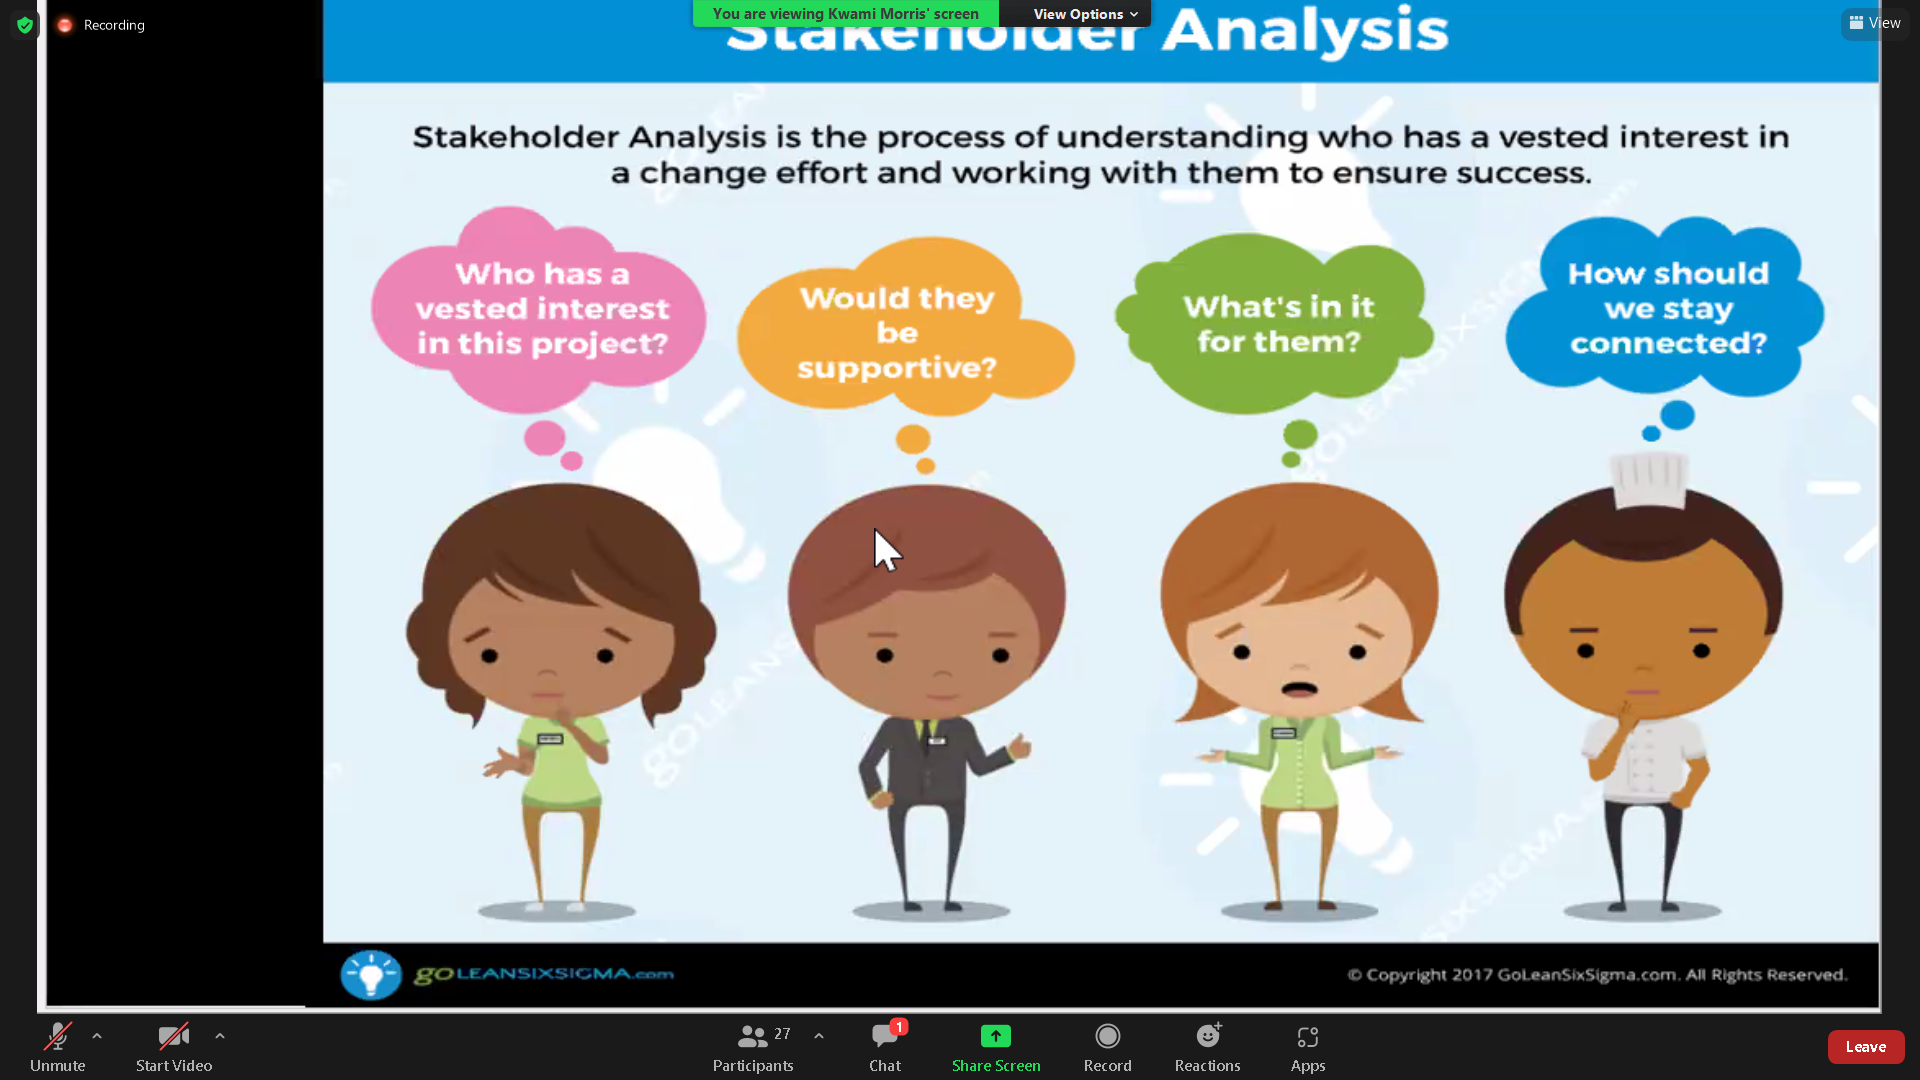 Recording
You are viewing Kwami Morris' screen
View Options
View
Stakeholder Analysis
Stakeholder Analysis is the process of understanding who has a vested interest in
a change effort and working with them to ensure success.
Who has a
vested interest
in this project?
Would they
be
supportive?
What's in it
for them?
How should
we stay
connected?
goLEANSIXSIGMA.com
© Copyright 2017 GoLeanSixSigma.com. All Rights Reserved.
Unmute
Start Video
27
Participants
1
Chat
Share Screen
Record
Reactions
Apps
Leave